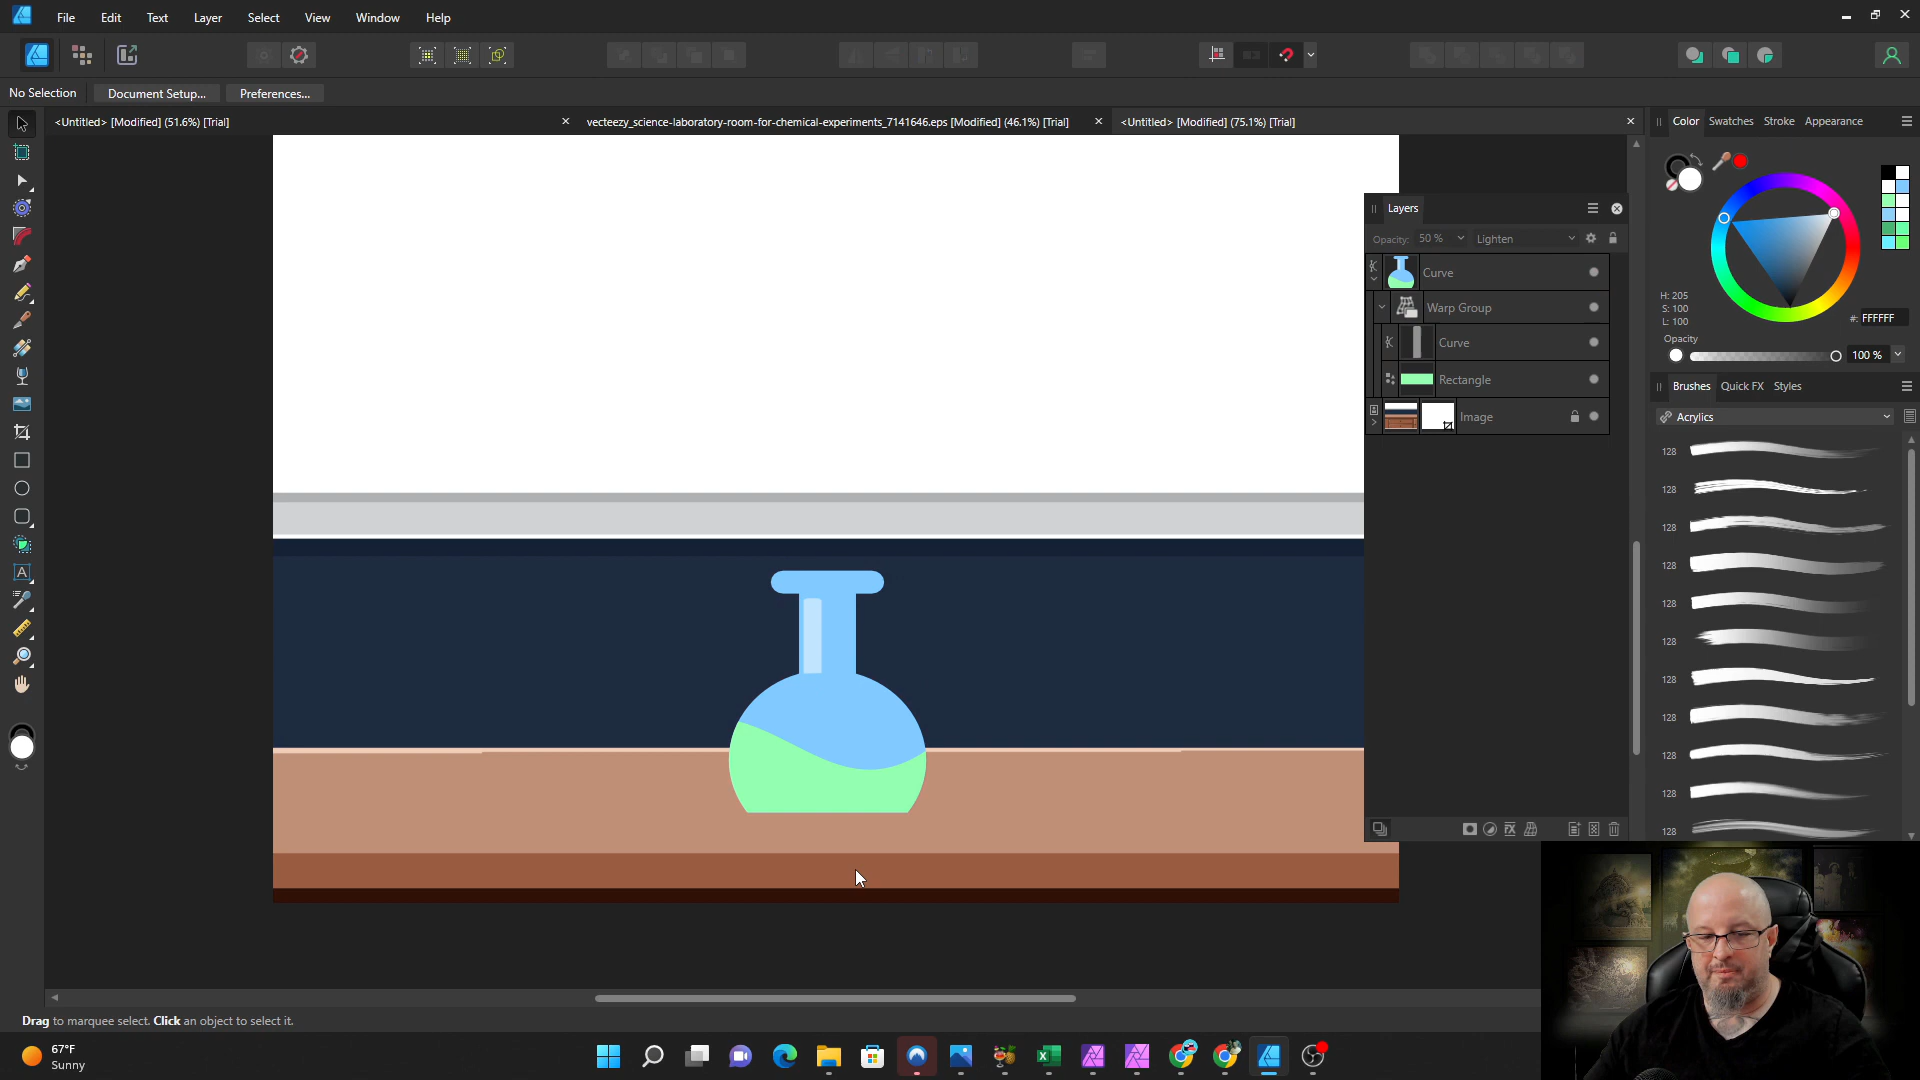 File Edit Text Layer Select View Window Help
No Selection Document Setup... Preferences...
<Untitled> [Modified] (51.6%) [Trial]
vecteezy_science-laboratory-room-for-chemical-experiments_7141646.eps [Modified] (46.1%) [Trial]
<Untitled> [Modified] (75.1%) [Trial]
Color Swatches Stroke Appearance
H: 205
S: 100
L: 100
#: FFFFFF
Opacity
100 %
Layers
Opacity: 50 % Lighten
Curve
Warp Group
Curve
Rectangle
Image
Brushes Quick FX Styles
Acrylics
128
128
128
128
128
128
128
128
128
128
128
Drag to marquee select. Click an object to select it.
67°F
Sunny